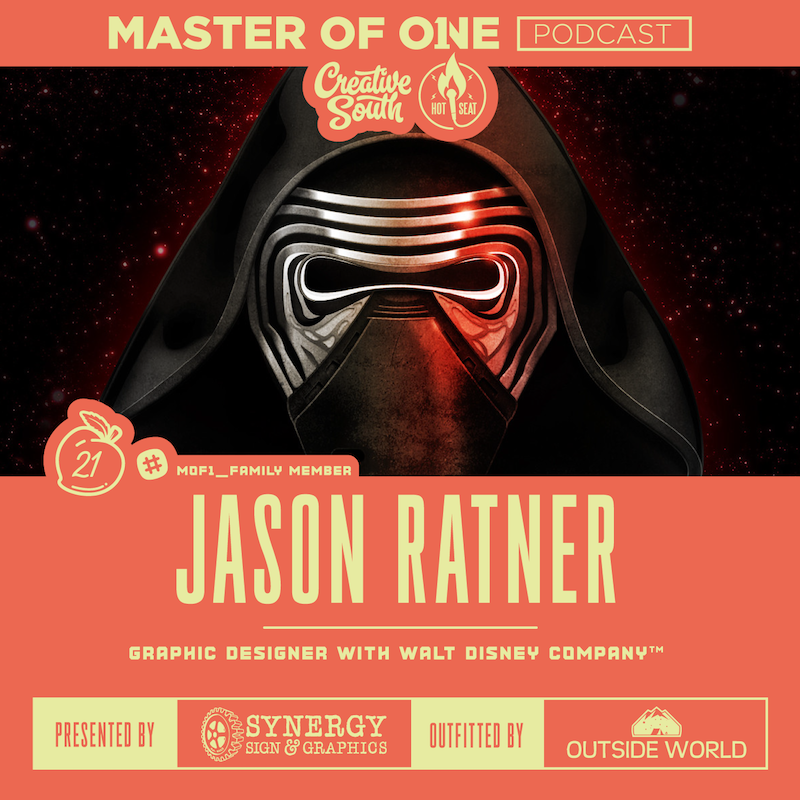 MASTER OF O1NE PODCAST
Creative
South
HOT SEAT
21
# MOF1_FAMILY MEMBER
JASON RATNER
GRAPHIC DESIGNER WITH WALT DISNEY COMPANY™
PRESENTED BY
SYNERGY
SIGN & GRAPHICS
OUTFITTED BY
OUTSIDE WORLD